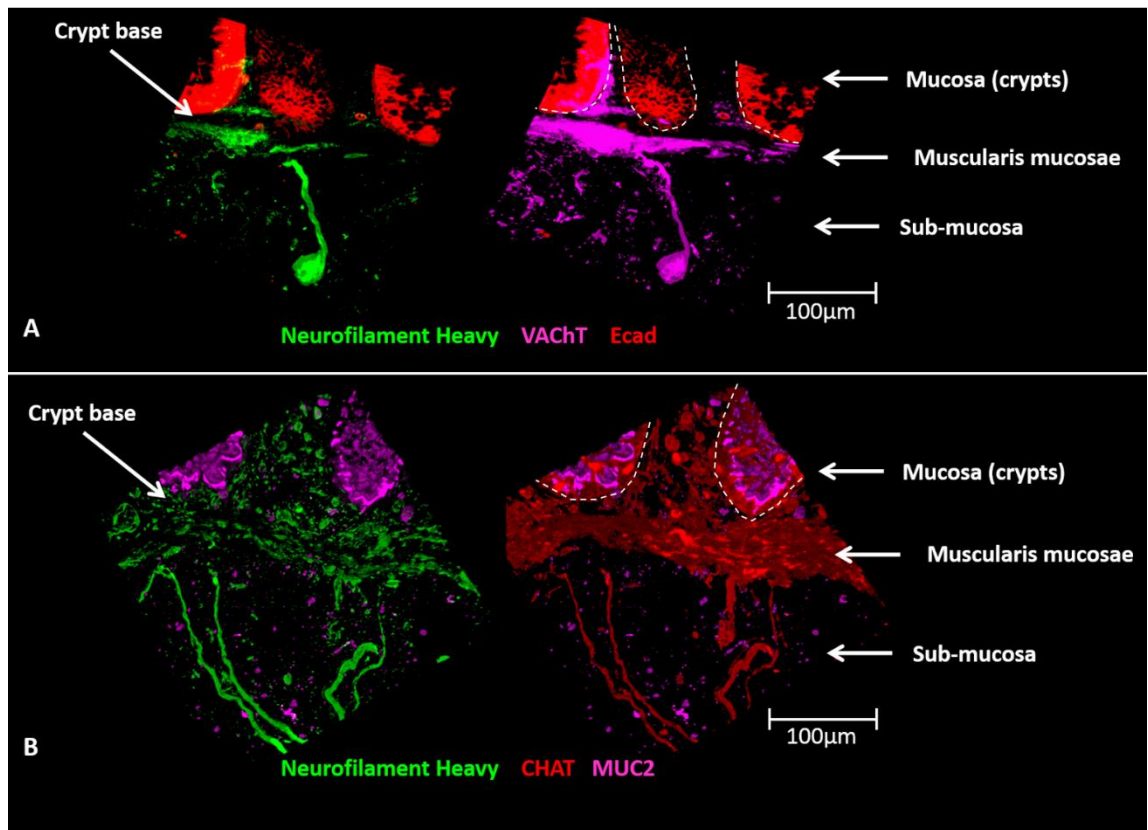 Crypt base
Mucosa (crypts)
Muscularis mucosae
Sub-mucosa
100µm
A
Neurofilament Heavy VAChT Ecad
Crypt base
Mucosa (crypts)
Muscularis mucosae
Sub-mucosa
100µm
B
Neurofilament Heavy CHAT MUC2